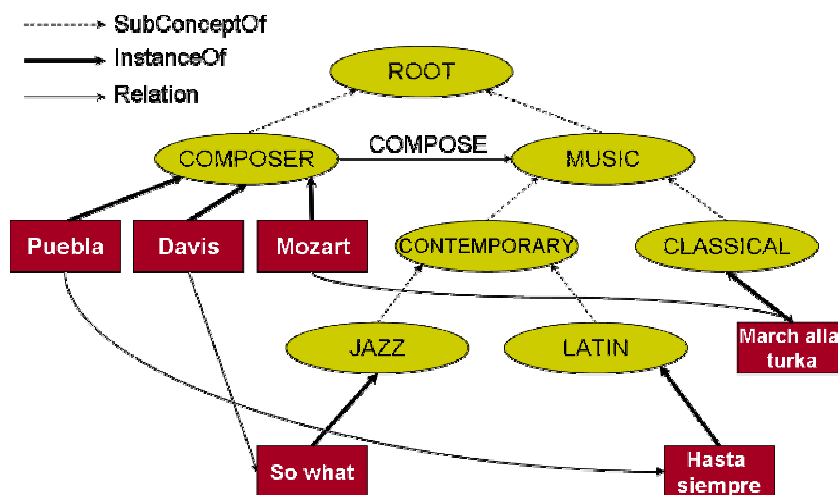 SubConceptOf
InstanceOf
Relation
ROOT
COMPOSER
COMPOSE
MUSIC
Puebla
Davis
Mozart
CONTEMPORARY
CLASSICAL
JAZZ
LATIN
March alla
turka
So what
Hasta
siempre